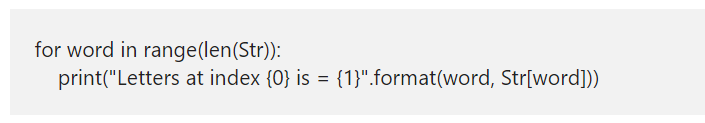 for word in range(len(Str)):
    print("Letters at index {0} is = {1}".format(word, Str[word]))